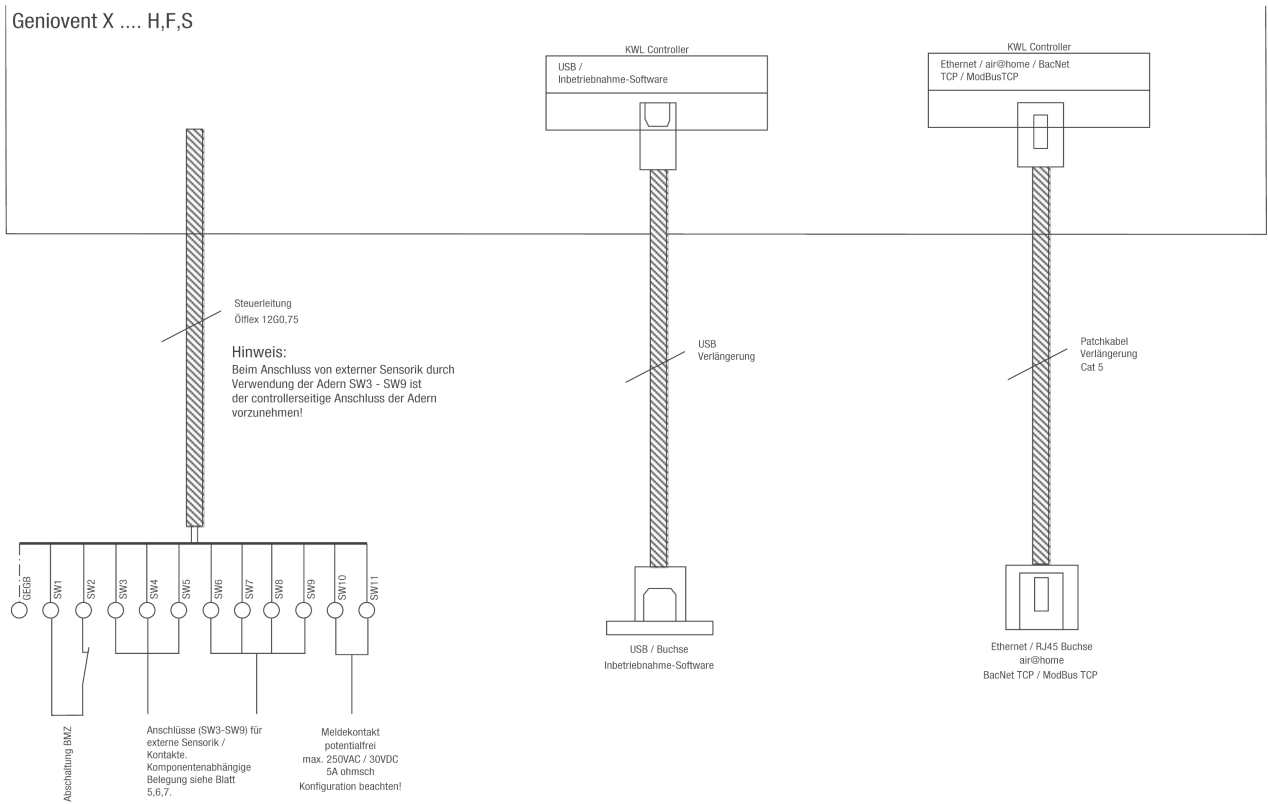 Geniovent X .... H,F,S
KWL Controller
USB /
Inbetriebnahme-Software
KWL Controller
Ethernet / air@home / BacNet
TCP / ModBusTCP
Steuerleitung
Ölflex 12G0,75
Hinweis:
Beim Anschluss von externer Sensorik durch
Verwendung der Adern SW3 - SW9 ist
der controllerseitige Anschluss der Adern
vorzunehmen!
USB
Verlängerung
Patchkabel
Verlängerung
Cat 5
GEGB
SW1
SW2
SW3
SW4
SW5
SW6
SW7
SW8
SW9
SW10
SW11
USB / Buchse
Inbetriebnahme-Software
Ethernet / RJ45 Buchse
air@home
BacNet TCP / ModBus TCP
Abschaltung BMZ
Anschlüsse (SW3-SW9) für
externe Sensorik /
Kontakte.
Komponentenabhängige
Belegung siehe Blatt
5,6,7.
Meldekontakt
potentialfrei
max. 250VAC / 30VDC
5A ohmsch
Konfiguration beachten!